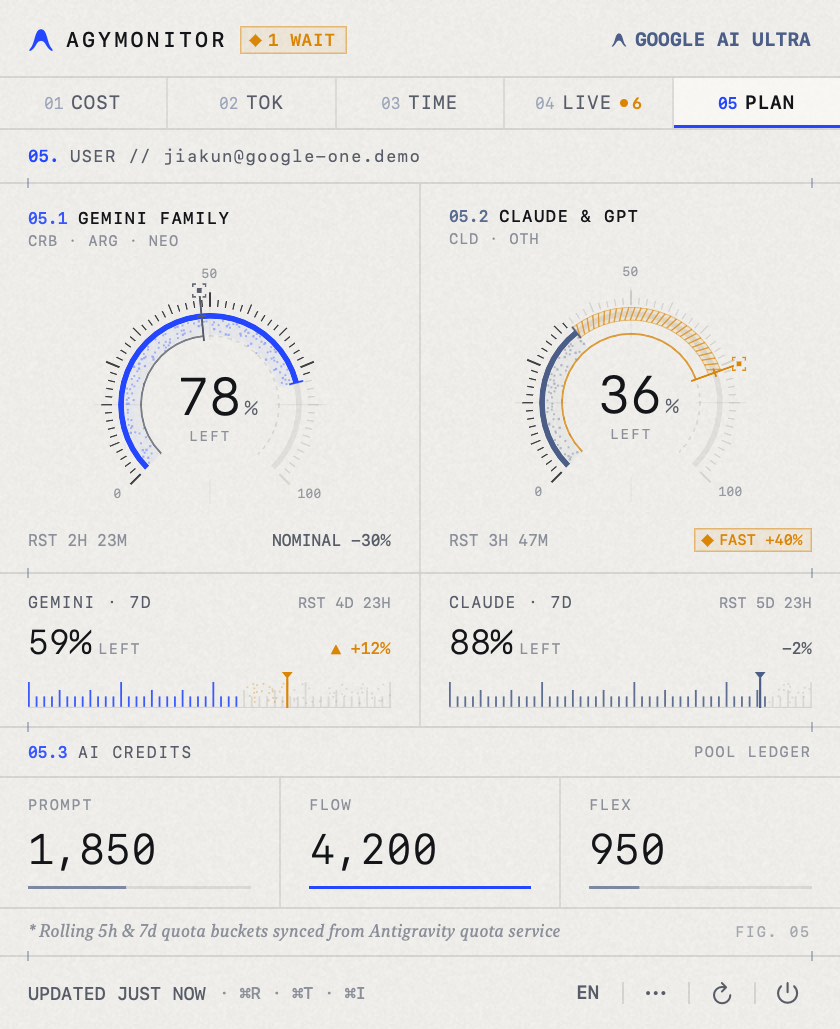 AGYMONITOR ◆ 1 WAIT GOOGLE AI ULTRA
01 COST 02 TOK 03 TIME 04 LIVE ●6 05 PLAN
05. USER // jiakun@google-one.demo
05.1 GEMINI FAMILY
CRB · ARG · NEO
50
78%
LEFT
0 100
RST 2H 23M NOMINAL −30%
05.2 CLAUDE & GPT
CLD · OTH
50
36%
LEFT
0 100
RST 3H 47M ◆ FAST +40%
GEMINI · 7D RST 4D 23H
59% LEFT ▲ +12%
CLAUDE · 7D RST 5D 23H
88% LEFT −2%
05.3 AI CREDITS POOL LEDGER
PROMPT
1,850
FLOW
4,200
FLEX
950
* Rolling 5h & 7d quota buckets synced from Antigravity quota service FIG. 05
UPDATED JUST NOW · ⌘R · ⌘T · ⌘I EN ···